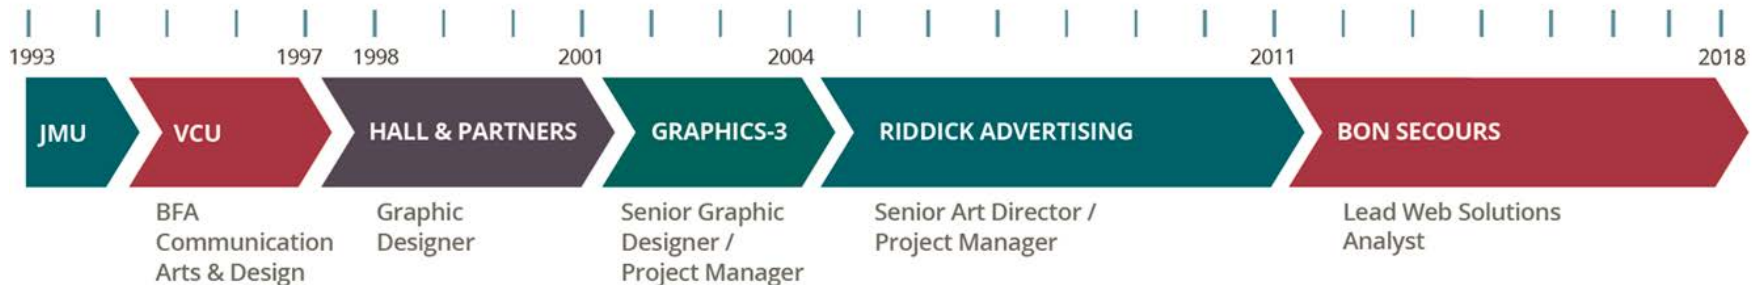 1993 1997 1998 2001 2004 2011 2018
JMU VCU HALL & PARTNERS GRAPHICS-3 RIDDICK ADVERTISING BON SECOURS
BFA
Communication
Arts & Design
Graphic
Designer
Senior Graphic
Designer /
Project Manager
Senior Art Director /
Project Manager
Lead Web Solutions
Analyst